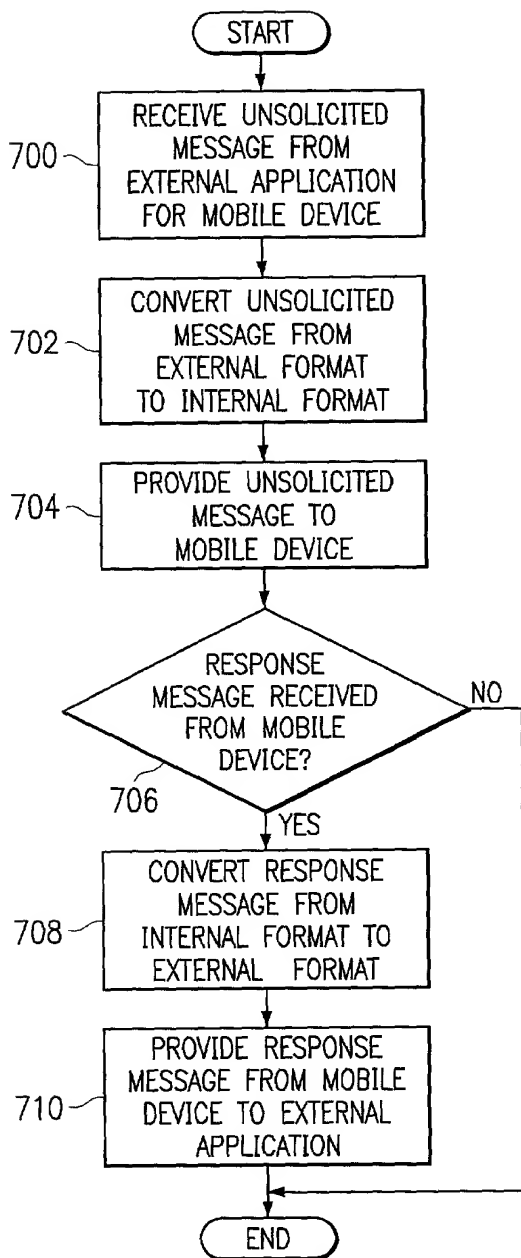 START
700
RECEIVE UNSOLICITED
MESSAGE FROM
EXTERNAL APPLICATION
FOR MOBILE DEVICE
702
CONVERT UNSOLICITED
MESSAGE FROM
EXTERNAL FORMAT
TO INTERNAL FORMAT
704
PROVIDE UNSOLICITED
MESSAGE TO
MOBILE DEVICE
RESPONSE
MESSAGE RECEIVED
FROM MOBILE
DEVICE?
NO
706
YES
708
CONVERT RESPONSE
MESSAGE FROM
INTERNAL FORMAT TO
EXTERNAL FORMAT
710
PROVIDE RESPONSE
MESSAGE FROM MOBILE
DEVICE TO EXTERNAL
APPLICATION
END